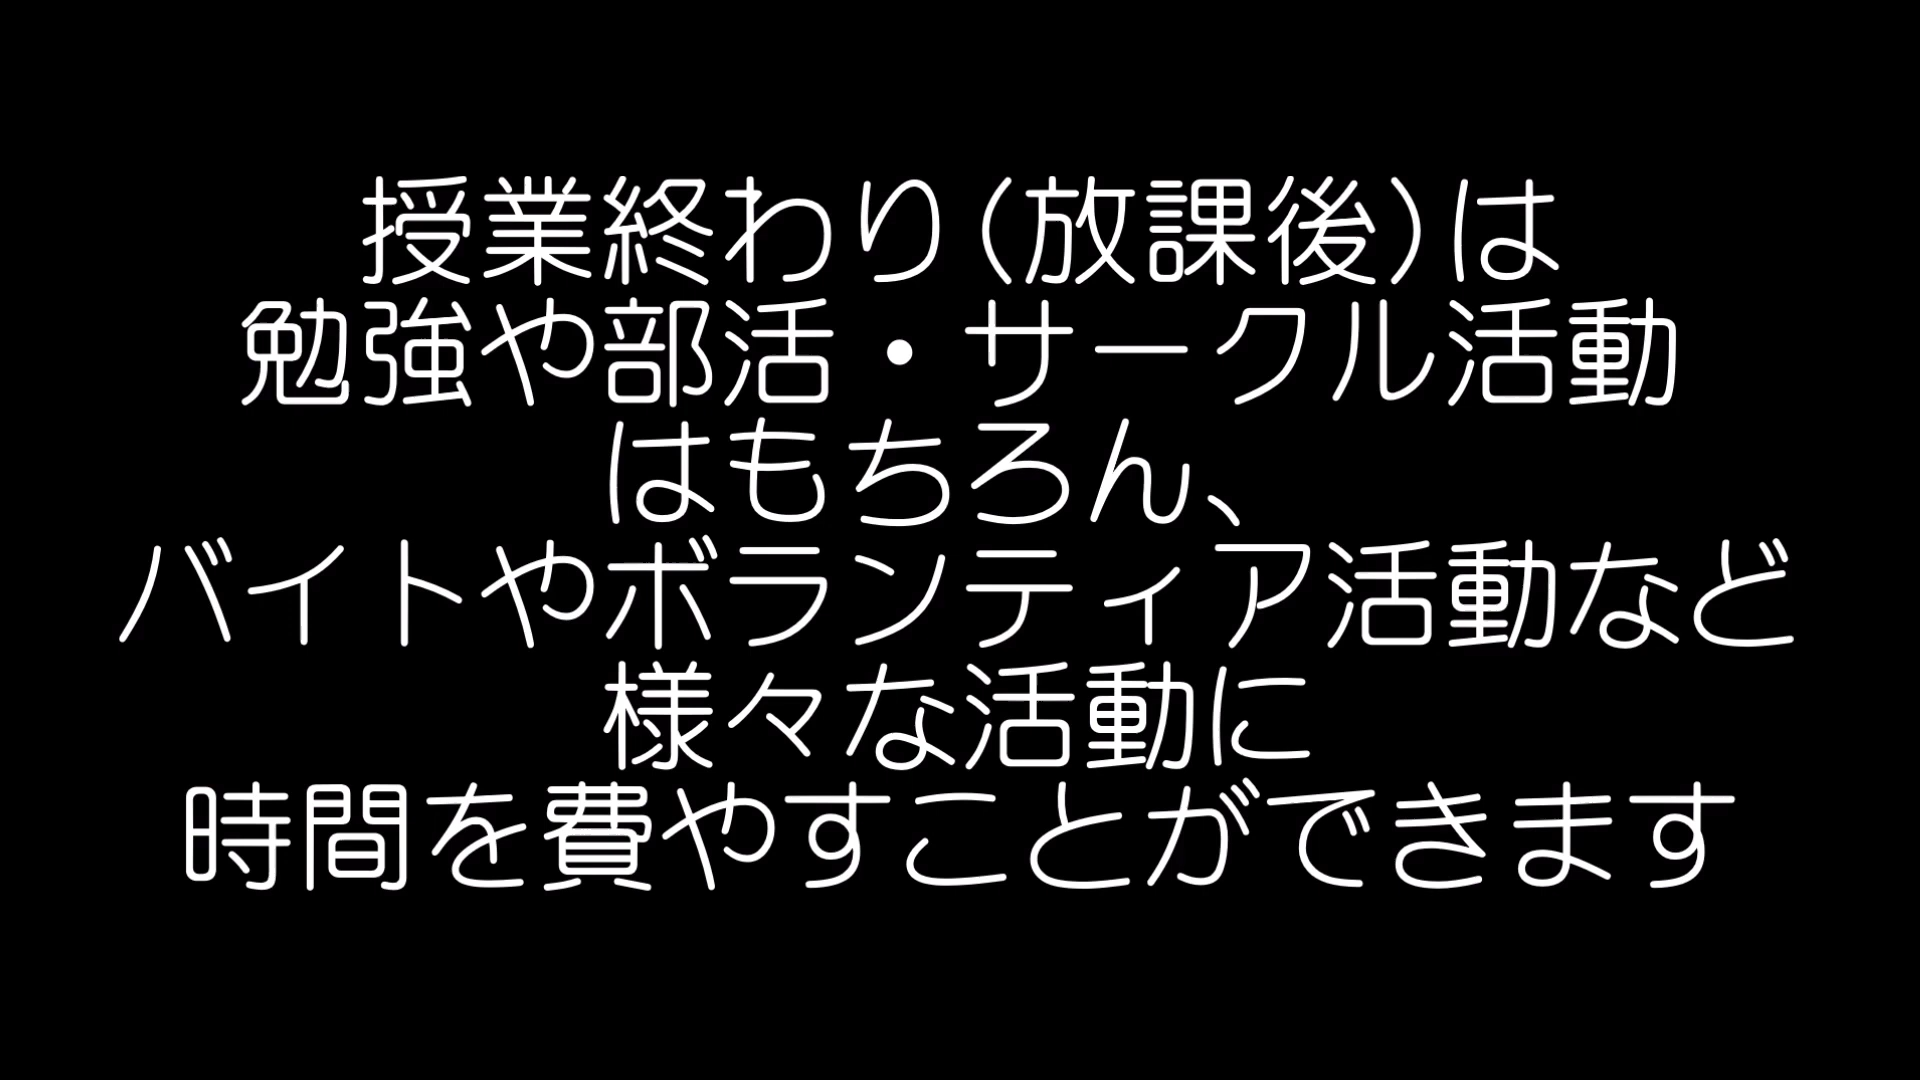 授業終わり(放課後)は
勉強や部活・サークル活動
はもちろん、
バイトやボランティア活動など
様々な活動に
時間を費やすことができます